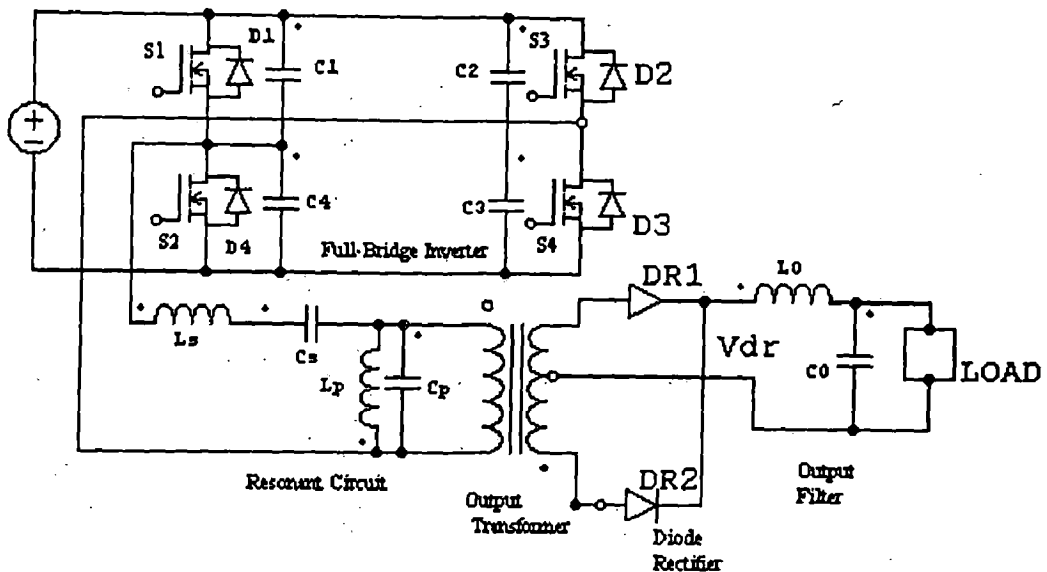 S1
D1
C1
C2
S3
D2
S2
D4
C4
C3
S4
D3
Full-Bridge Inverter
Ls
Cs
Lp
Cp
DR1
Lo
Vdr
Co
LOAD
Resonant Circuit
Output
Transformer
DR2
Diode
Rectifier
Output
Filter